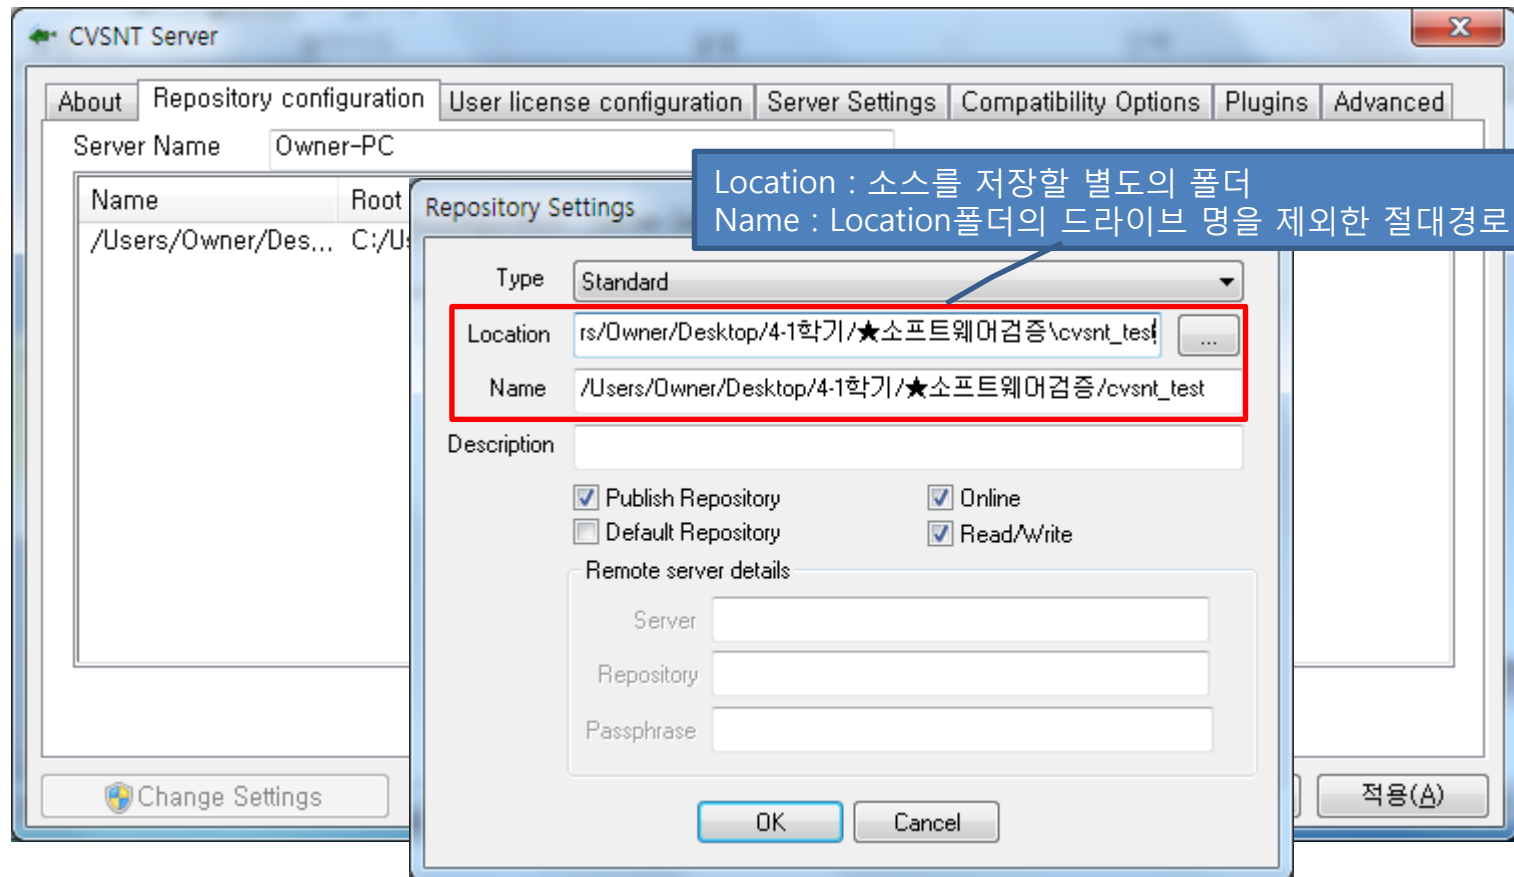 CVSNT Server
About
Repository configuration
User license configuration
Server Settings
Compatibility Options
Plugins
Advanced
Server Name
Owner-PC
Location : 소스를 저장할 별도의 폴더
Name : Location폴더의 드라이브 명을 제외한 절대경로
Name
Root
/Users/Owner/Des...
C:/U
Repository Settings
Type
Standard
Location
rs/Owner/Desktop/4-1학기/★소프트웨어검증\cvsnt_test
...
Name
/Users/Owner/Desktop/4-1학기/★소프트웨어검증/cvsnt_test
Description
Publish Repository
Online
Default Repository
Read/Write
Remote server details
Server
Repository
Passphrase
Change Settings
OK
Cancel
적용(A)